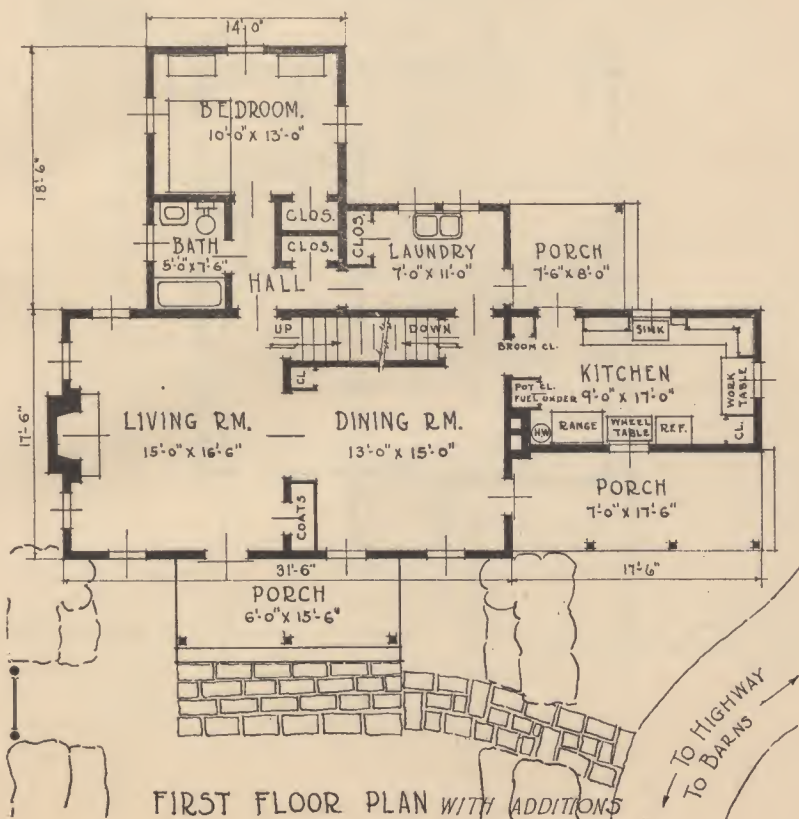 14'-0"
BEDROOM.
10'-0" X 13'-0"
18'-6"
CLOS.
CLOS.
CLOS.
BATH
5'-0" X 7'-6"
LAUNDRY
7'-0" X 11'-0"
PORCH
7'-6" X 8'-0"
HALL
UP
DOWN
BROOM CL.
SINK
KITCHEN
9'-0" X 17'-0"
WORK
TABLE
POT CL.
FUEL UNDER
CL.
17'-6"
LIVING RM.
15'-0" X 16'-6"
DINING RM.
13'-0" X 15'-0"
HW
RANGE
WHEEL
TABLE
REF.
CL.
COATS
PORCH
7'-0" X 17'-6"
31'-6"
17'-6"
PORCH
6'-0" X 15'-6"
TO HIGHWAY
TO BARNS
FIRST FLOOR PLAN WITH ADDITIONS